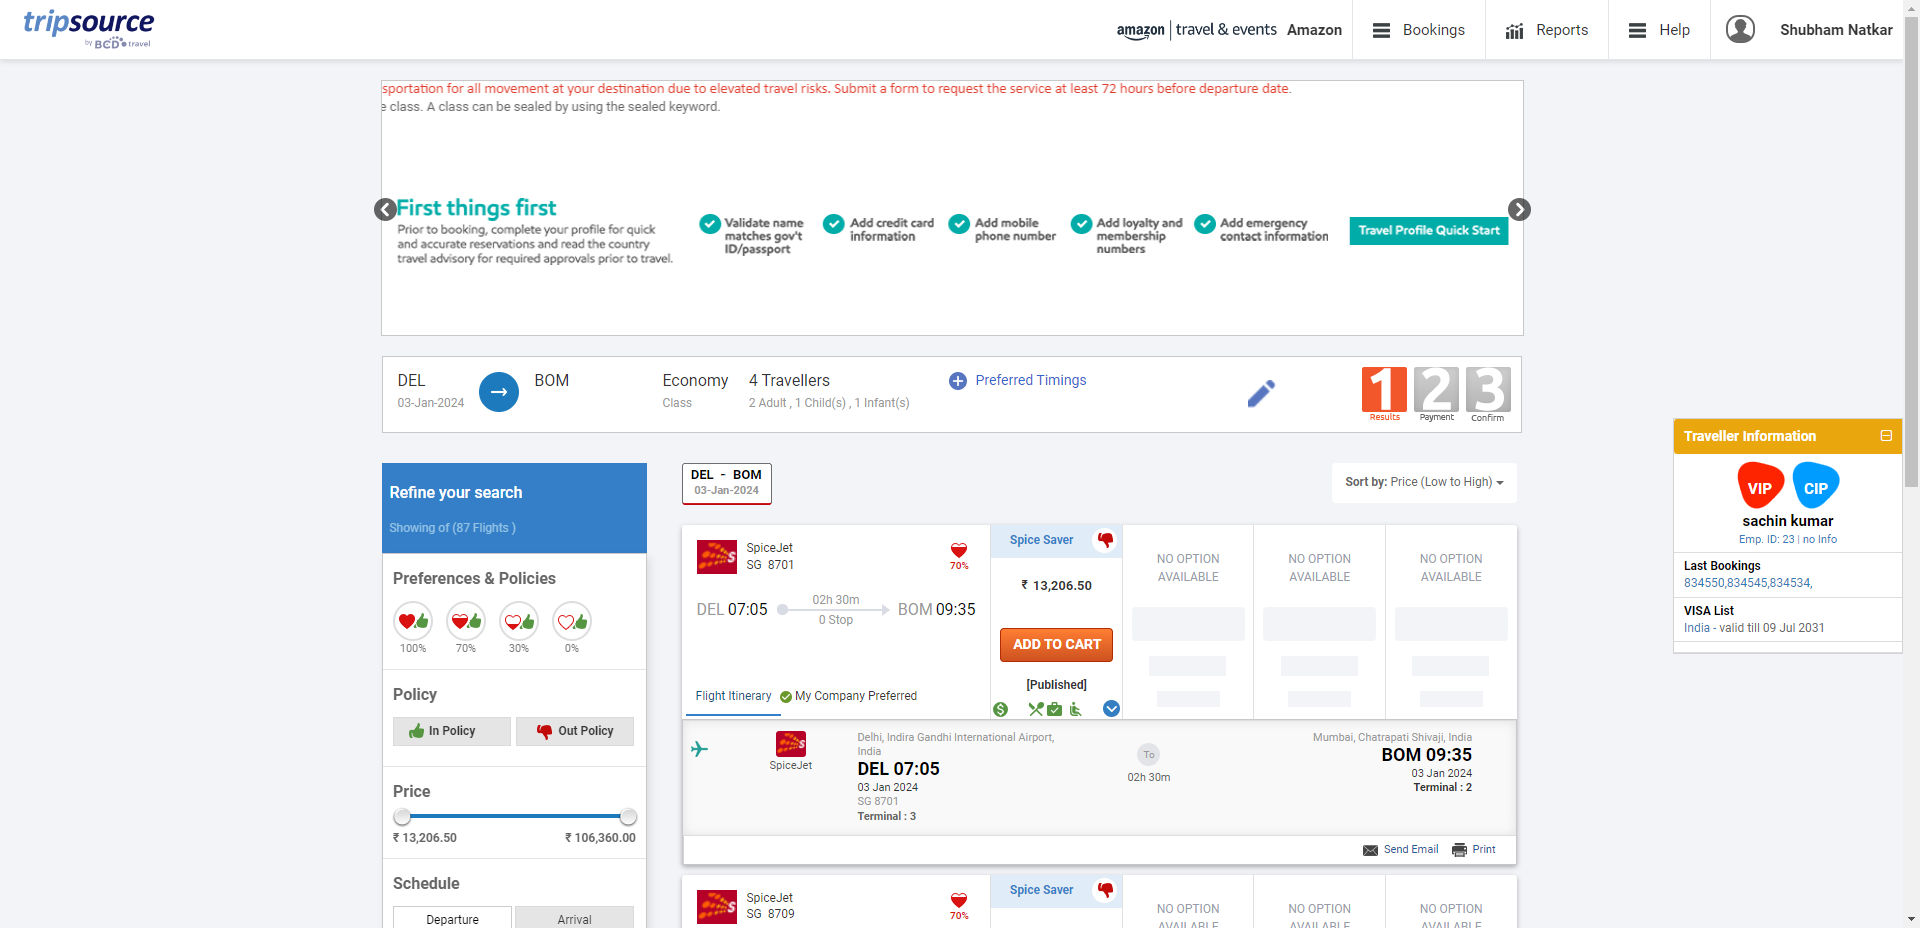 tripsource
by BCD travel
amazon | travel & events Amazon
Bookings
Reports
Help
Shubham Natkar
sportation for all movement at your destination due to elevated travel risks. Submit a form to request the service at least 72 hours before departure date.
e class. A class can be sealed by using the sealed keyword.
First things first
Prior to booking, complete your profile for quick
and accurate reservations and read the country
travel advisory for required approvals prior to travel.
Validate name
matches gov't
ID/passport
Add credit card
information
Add mobile
phone number
Add loyalty and
membership
numbers
Add emergency
contact information
Travel Profile Quick Start
DEL
03-Jan-2024
BOM
Economy
Class
4 Travellers
2 Adult , 1 Child(s) , 1 Infant(s)
Preferred Timings
1
Results
2
Payment
3
Confirm
Traveller Information
VIP
CIP
sachin kumar
Emp. ID: 23 | no Info
Last Bookings
834550,834545,834534,
VISA List
India - valid till 09 Jul 2031
Refine your search
Showing of (87 Flights )
Preferences & Policies
100%
70%
30%
0%
Policy
In Policy
Out Policy
Price
₹ 13,206.50
₹ 106,360.00
Schedule
Departure
Arrival
DEL - BOM
03-Jan-2024
Sort by: Price (Low to High)
SpiceJet
SG 8701
70%
DEL 07:05
02h 30m
0 Stop
BOM 09:35
Flight Itinerary
My Company Preferred
Spice Saver
₹ 13,206.50
ADD TO CART
[Published]
NO OPTION
AVAILABLE
NO OPTION
AVAILABLE
NO OPTION
AVAILABLE
SpiceJet
Delhi, Indira Gandhi International Airport,
India
DEL 07:05
03 Jan 2024
SG 8701
Terminal : 3
To
02h 30m
Mumbai, Chatrapati Shivaji, India
BOM 09:35
03 Jan 2024
Terminal : 2
Send Email
Print
SpiceJet
SG 8709
70%
Spice Saver
NO OPTION
AVAILABLE
NO OPTION
AVAILABLE
NO OPTION
AVAILABLE